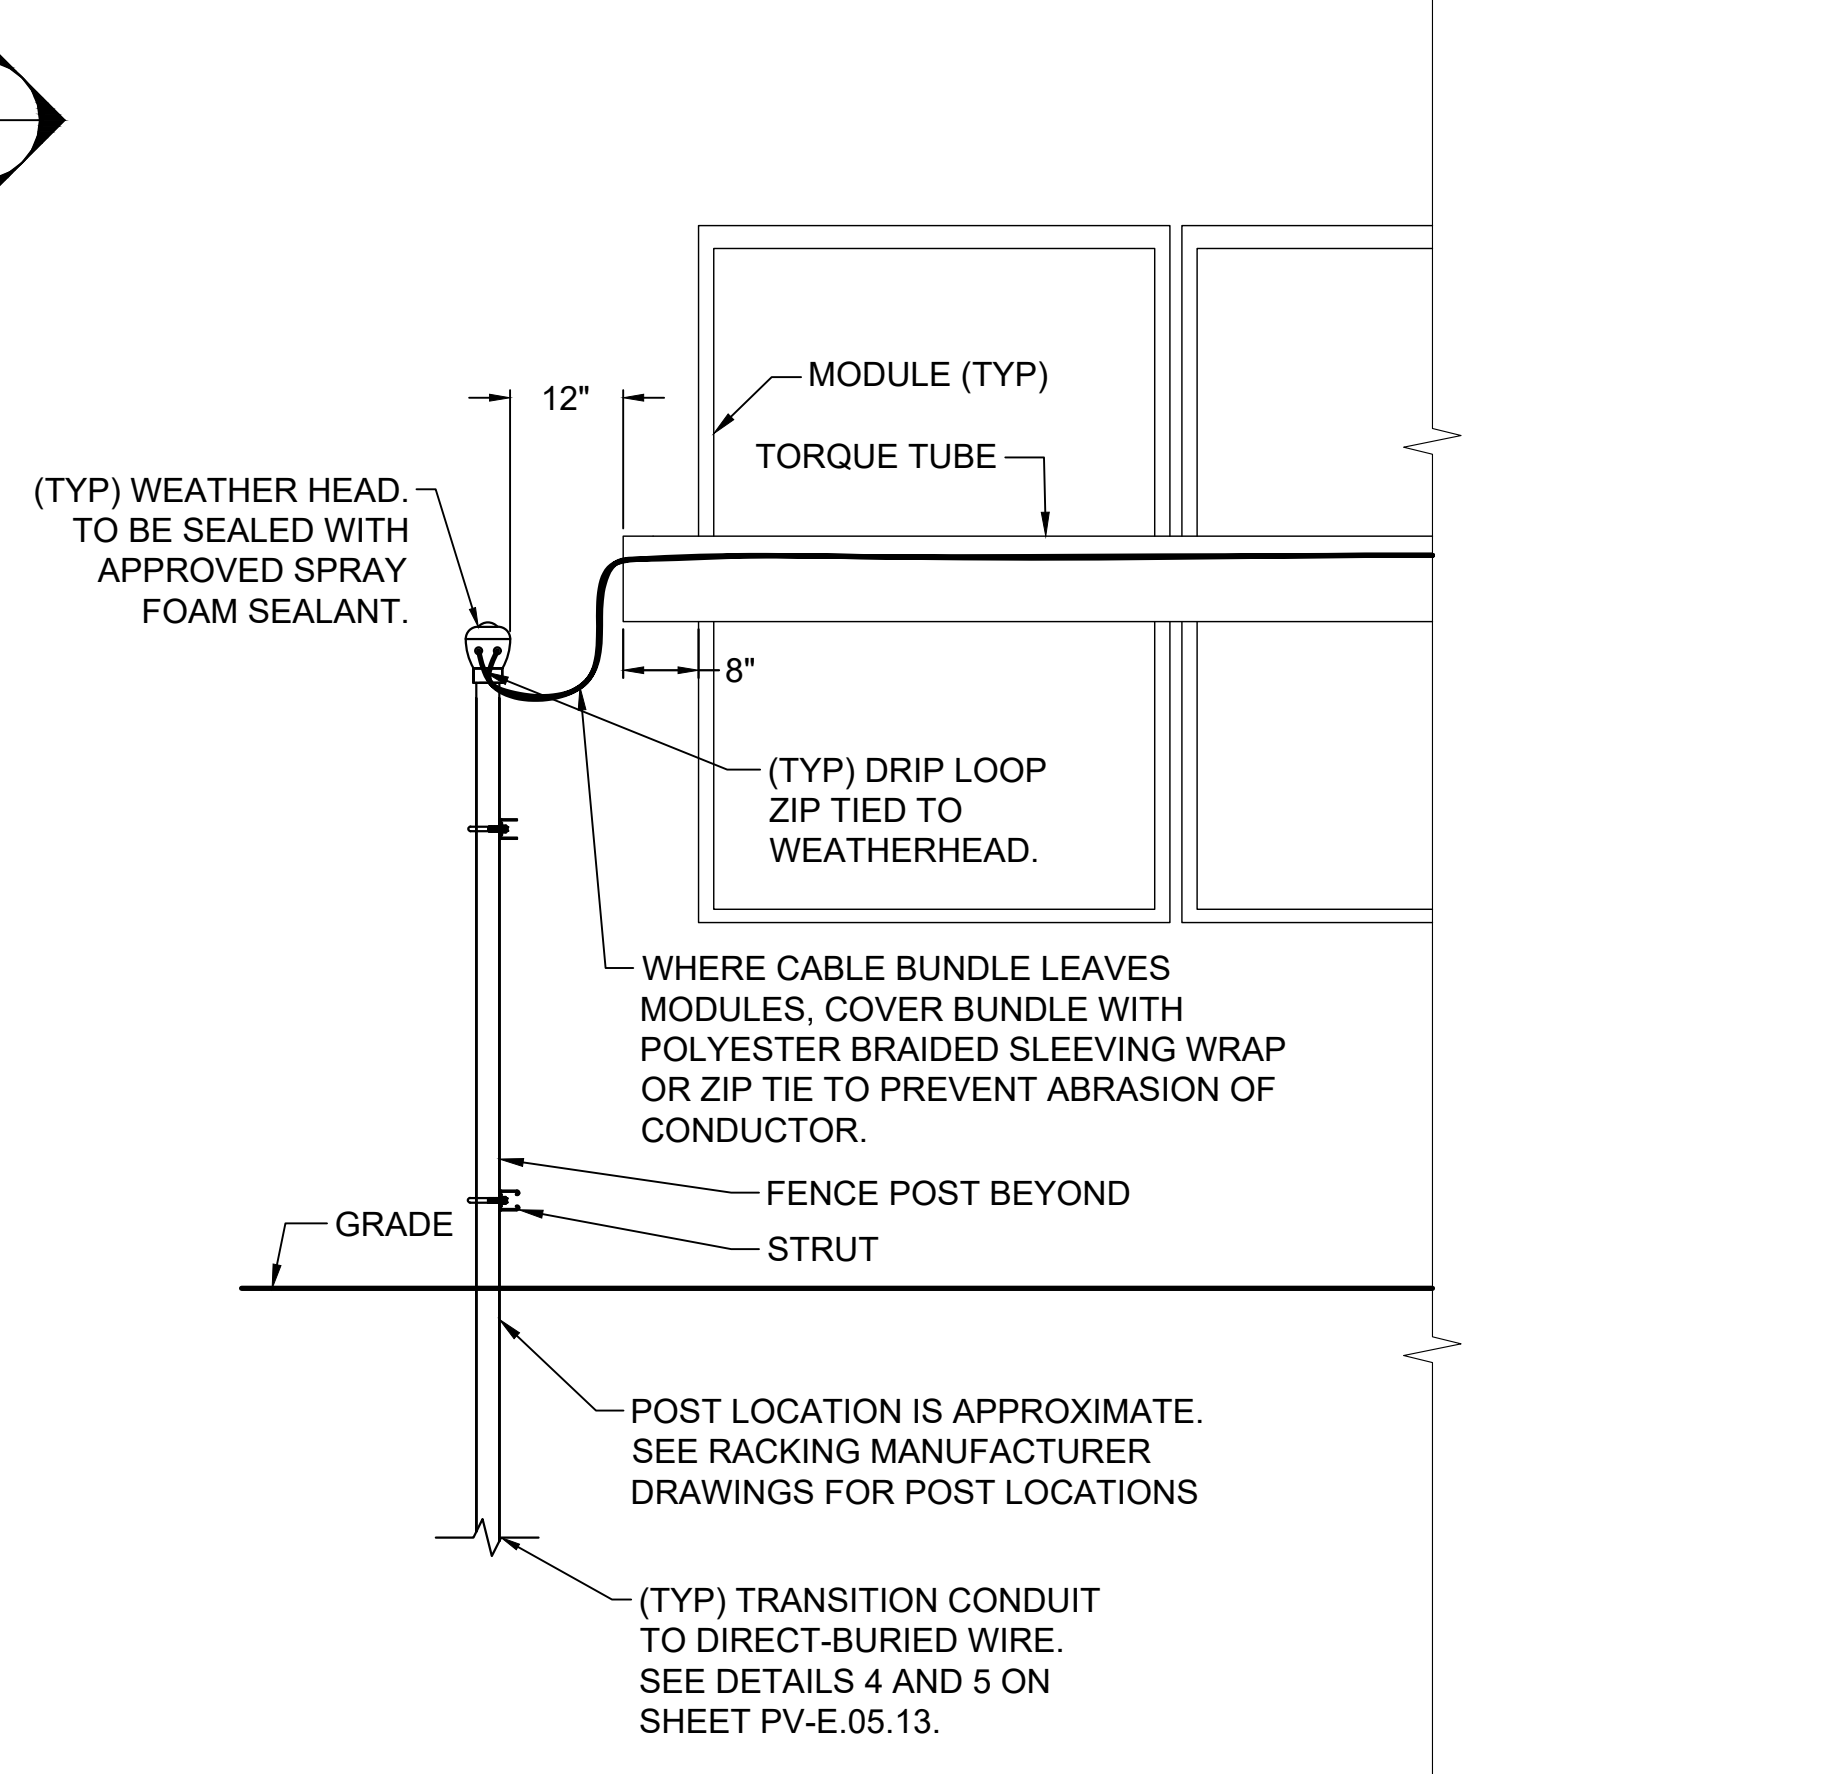 MODULE (TYP)
12"
TORQUE TUBE
(TYP) WEATHER HEAD.
TO BE SEALED WITH
APPROVED SPRAY
FOAM SEALANT.
8"
(TYP) DRIP LOOP
ZIP TIED TO
WEATHERHEAD.
WHERE CABLE BUNDLE LEAVES
MODULES, COVER BUNDLE WITH
POLYESTER BRAIDED SLEEVING WRAP
OR ZIP TIE TO PREVENT ABRASION OF
CONDUCTOR.
FENCE POST BEYOND
GRADE
STRUT
POST LOCATION IS APPROXIMATE.
SEE RACKING MANUFACTURER
DRAWINGS FOR POST LOCATIONS
(TYP) TRANSITION CONDUIT
TO DIRECT-BURIED WIRE.
SEE DETAILS 4 AND 5 ON
SHEET PV-E.05.13.